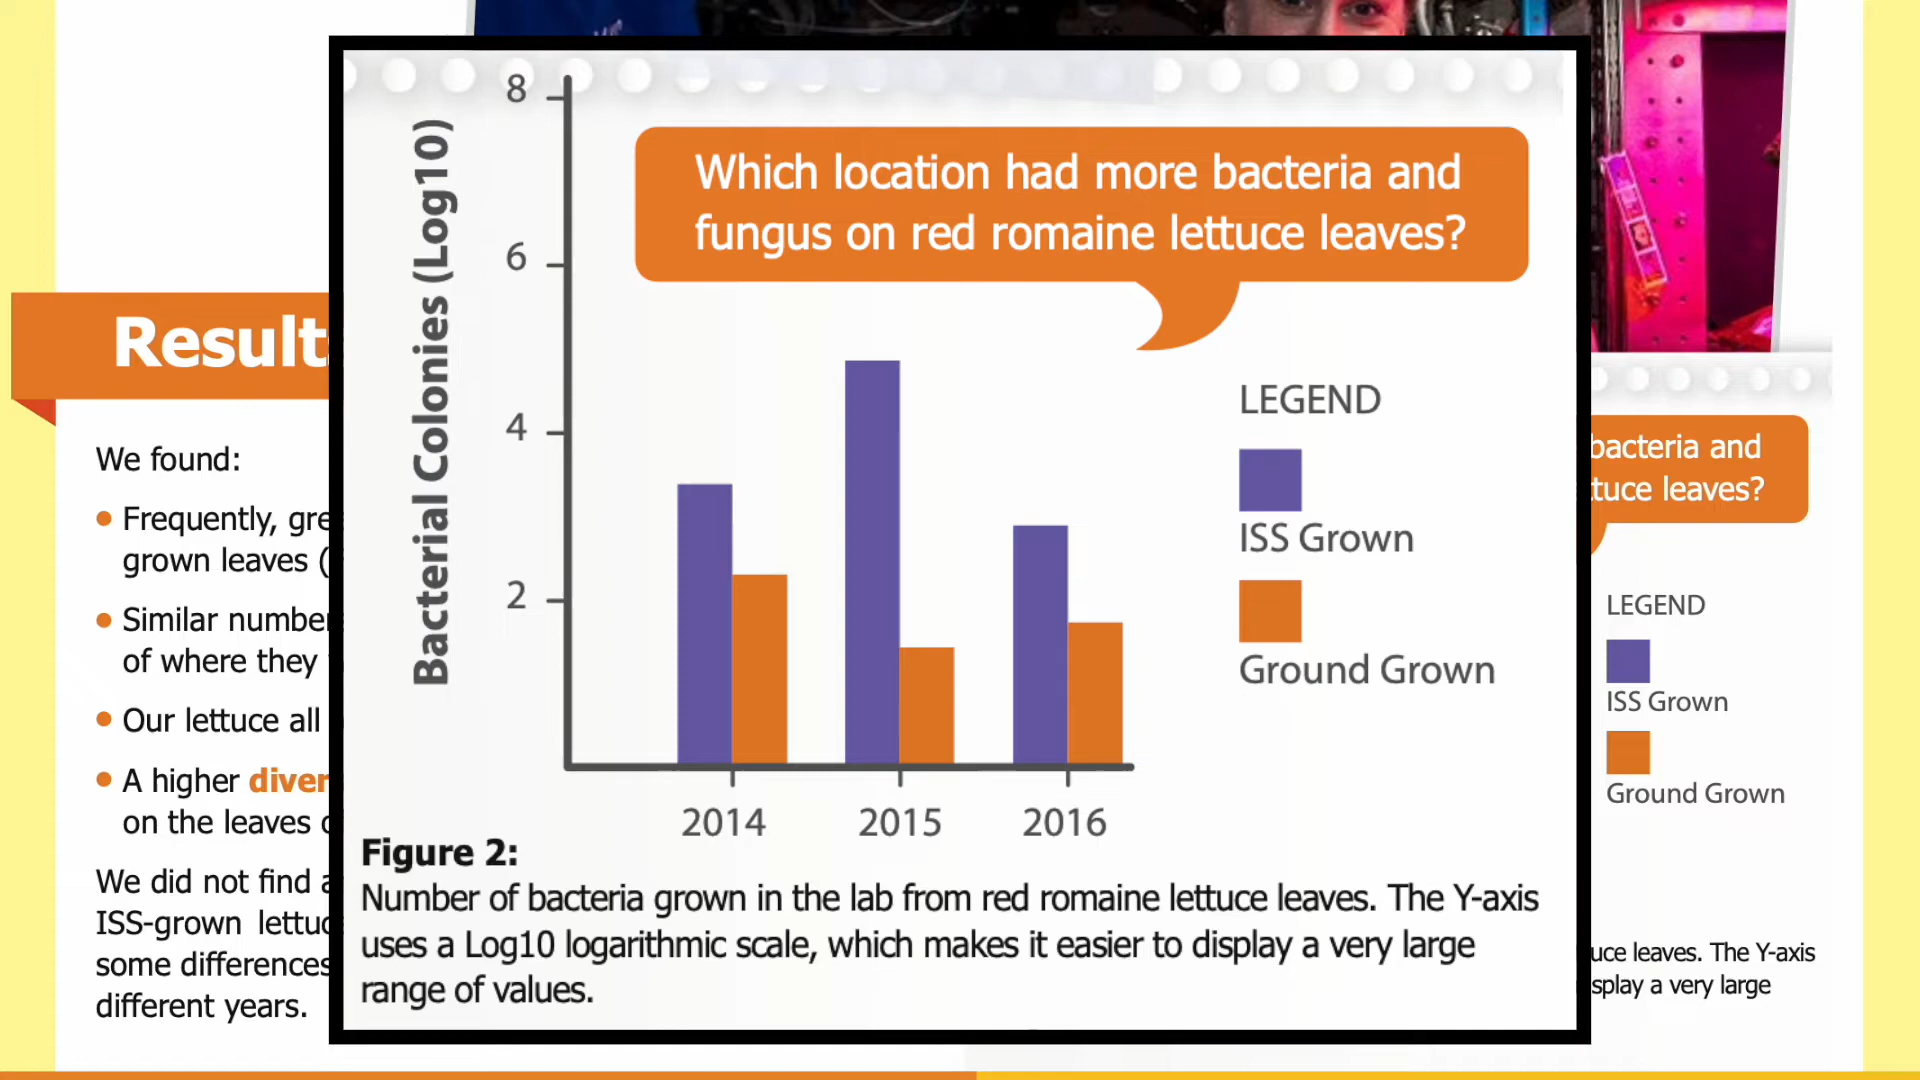 8
6
4
2
Bacterial Colonies (Log10)
Which location had more bacteria and
fungus on red romaine lettuce leaves?
LEGEND
ISS Grown
Ground Grown
2014 2015 2016
Figure 2:
Number of bacteria grown in the lab from red romaine lettuce leaves. The Y-axis
uses a Log10 logarithmic scale, which makes it easier to display a very large
range of values.
Result
We found:
Frequently, gre
grown leaves (
Similar number
of where they
Our lettuce all
A higher diver
on the leaves
We did not find a
ISS-grown lettuc
some differences
different years.
bacteria and
ttuce leaves?
LEGEND
ISS Grown
Ground Grown
uce leaves. The Y-axis
splay a very large